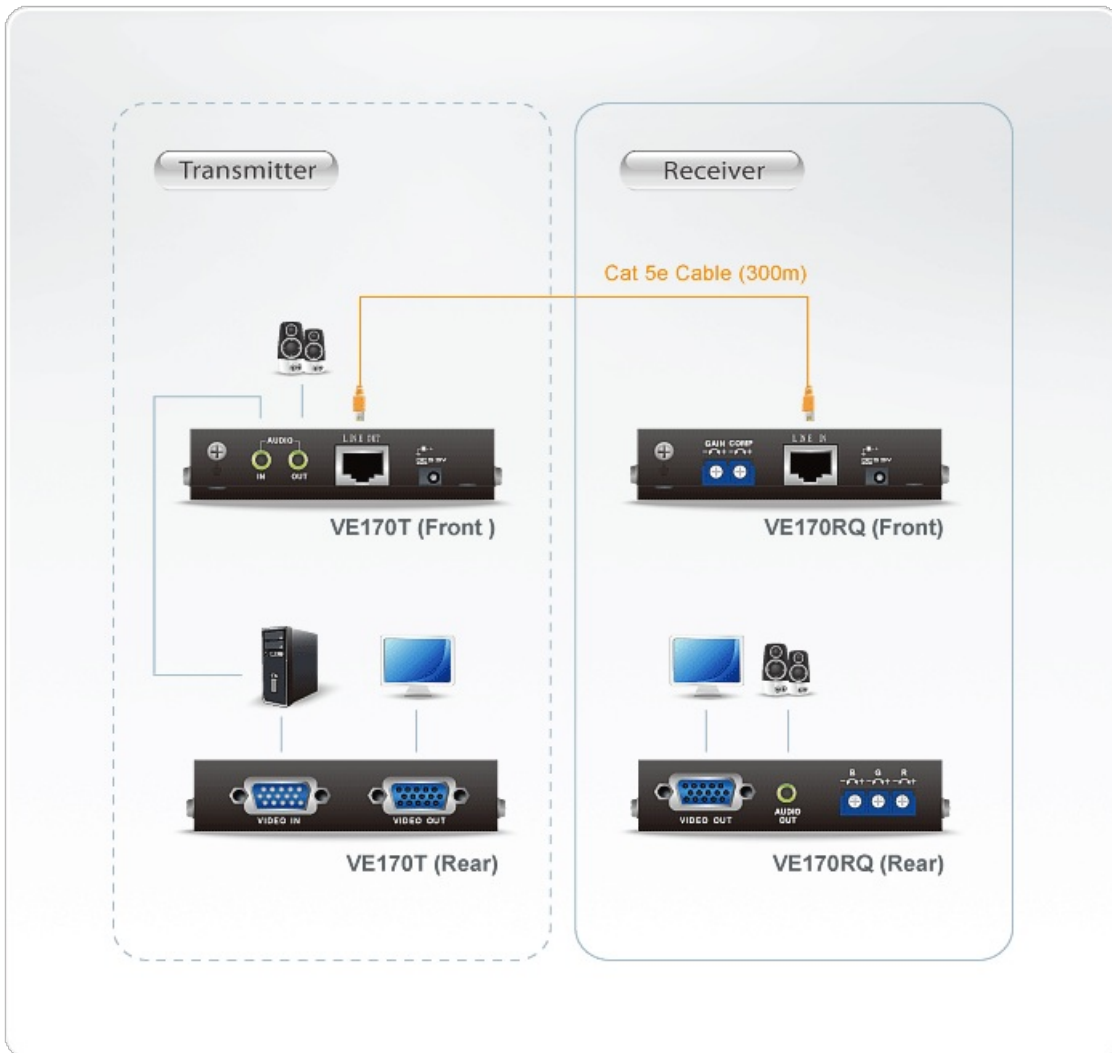 Transmitter
Receiver
Cat 5e Cable (300m)
AUDIO
IN
OUT
LINE OUT
VE170T (Front )
GAIN COMP
LINE IN
VE170RQ (Front)
VIDEO IN
VIDEO OUT
VE170T (Rear)
VIDEO OUT
AUDIO
OUT
B G R
VE170RQ (Rear)